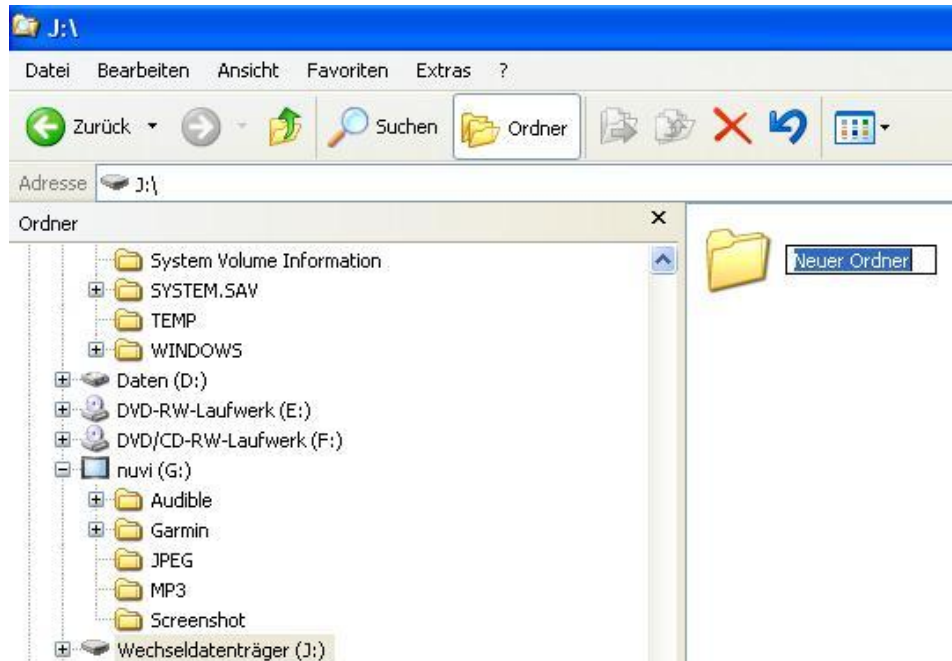 J:\
Datei Bearbeiten Ansicht Favoriten Extras ?
Zurück Suchen Ordner
Adresse J:\
Ordner
Neuer Ordner
System Volume Information
SYSTEM.SAV
TEMP
WINDOWS
Daten (D:)
DVD-RW-Laufwerk (E:)
DVD/CD-RW-Laufwerk (F:)
nuvi (G:)
Audible
Garmin
JPEG
MP3
Screenshot
Wechseldatenträger (J:)